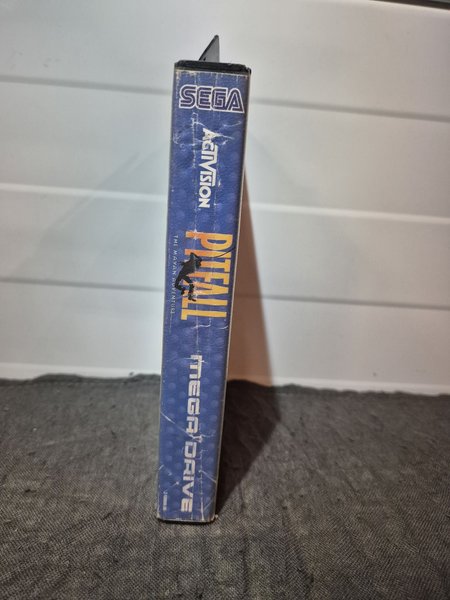 SEGA
ACTIVISION
PITFALL
THE MAYAN ADVENTURE
MEGA DRIVE